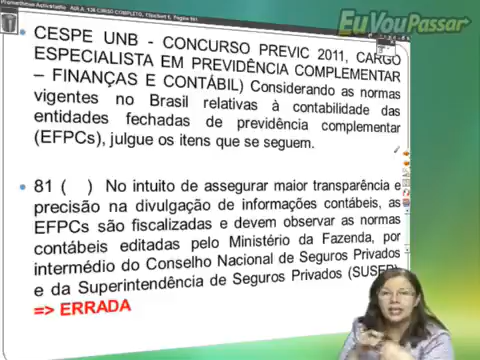 EuVouPassar
CESPE UNB - CONCURSO PREVIC 2011, CARGO
ESPECIALISTA EM PREVIDÊNCIA COMPLEMENTAR
– FINANÇAS E CONTÁBIL) Considerando as normas
vigentes no Brasil relativas à contabilidade das
entidades fechadas de previdência complementar
(EFPCs), julgue os itens que se seguem.
81 ( ) No intuito de assegurar maior transparência e
precisão na divulgação de informações contábeis, as
EFPCs são fiscalizadas e devem observar as normas
contábeis editadas pelo Ministério da Fazenda, por
intermédio do Conselho Nacional de Seguros Privados
e da Superintendência de Seguros Privados (SUSEP)
=> ERRADA